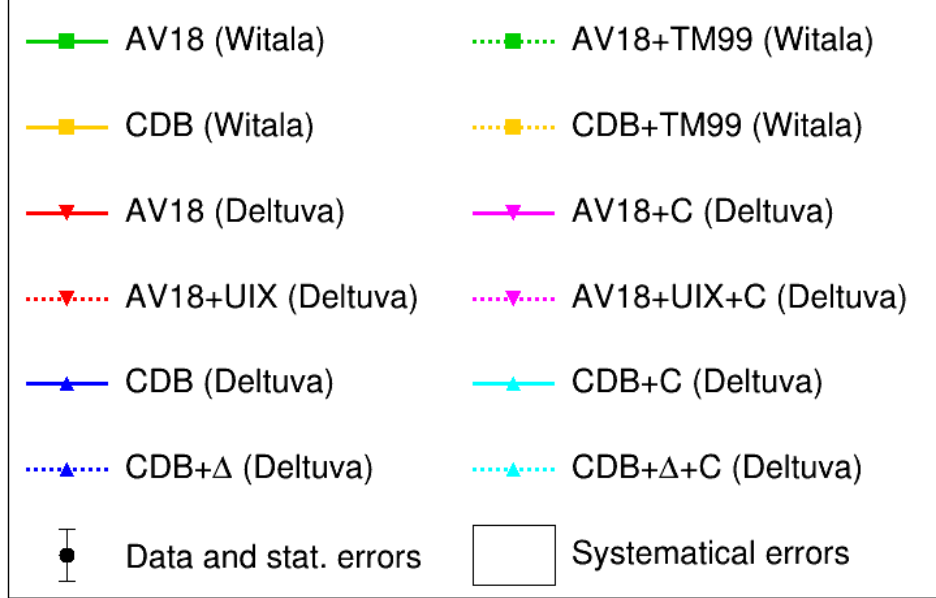 AV18 (Witala) AV18+TM99 (Witala)
CDB (Witala) CDB+TM99 (Witala)
AV18 (Deltuva) AV18+C (Deltuva)
AV18+UIX (Deltuva) AV18+UIX+C (Deltuva)
CDB (Deltuva) CDB+C (Deltuva)
CDB+Δ (Deltuva) CDB+Δ+C (Deltuva)
Data and stat. errors Systematical errors